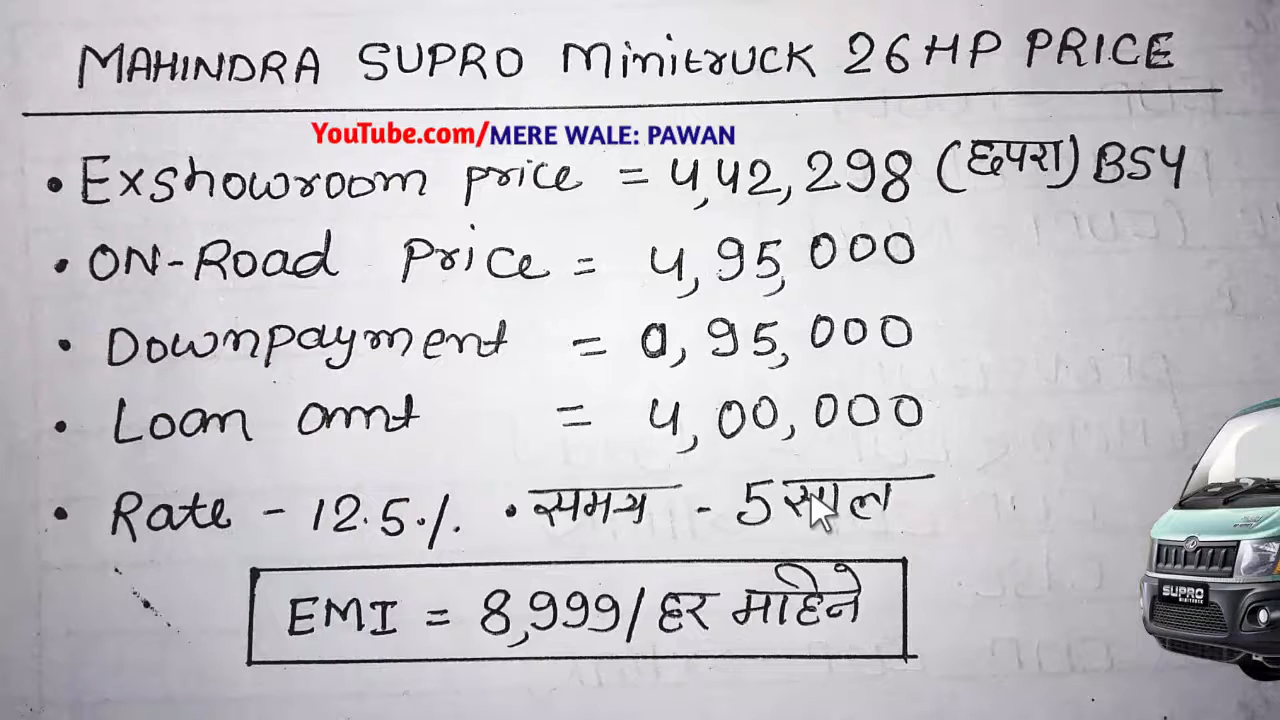 MAHINDRA SUPRO Minitruck 26HP PRICE
YouTube.com/MERE WALE: PAWAN
• Exshowroom price = 4,42,298 (छपरा) BS4
• ON-Road Price = 4,95,000
• Downpayment = 0,95,000
• Loan amt = 4,00,000
• Rate - 12.5% • समय - 5 साल
EMI = 8,999/हर महिने
SUPRO
MINITRUCK